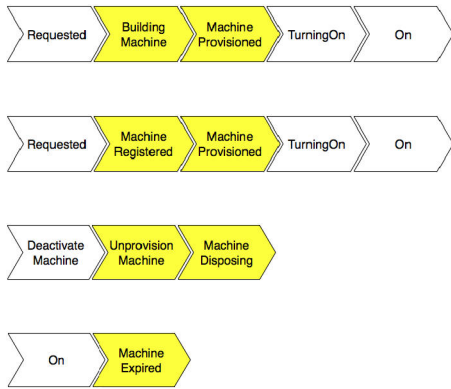 Requested
Building
Machine
Machine
Provisioned
TurningOn
On
Requested
Machine
Registered
Machine
Provisioned
TurningOn
On
Deactivate
Machine
Unprovision
Machine
Machine
Disposing
On
Machine
Expired